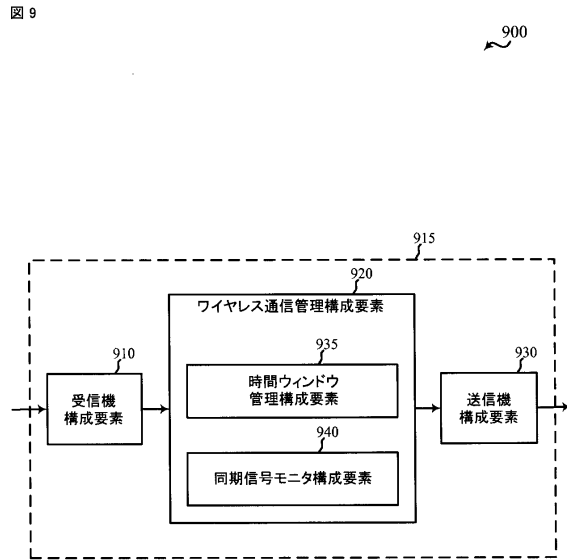 図 9
900
915
920
ワイヤレス通信管理構成要素
910
受信機
構成要素
935
時間ウィンドウ
管理構成要素
930
送信機
構成要素
940
同期信号モニタ構成要素